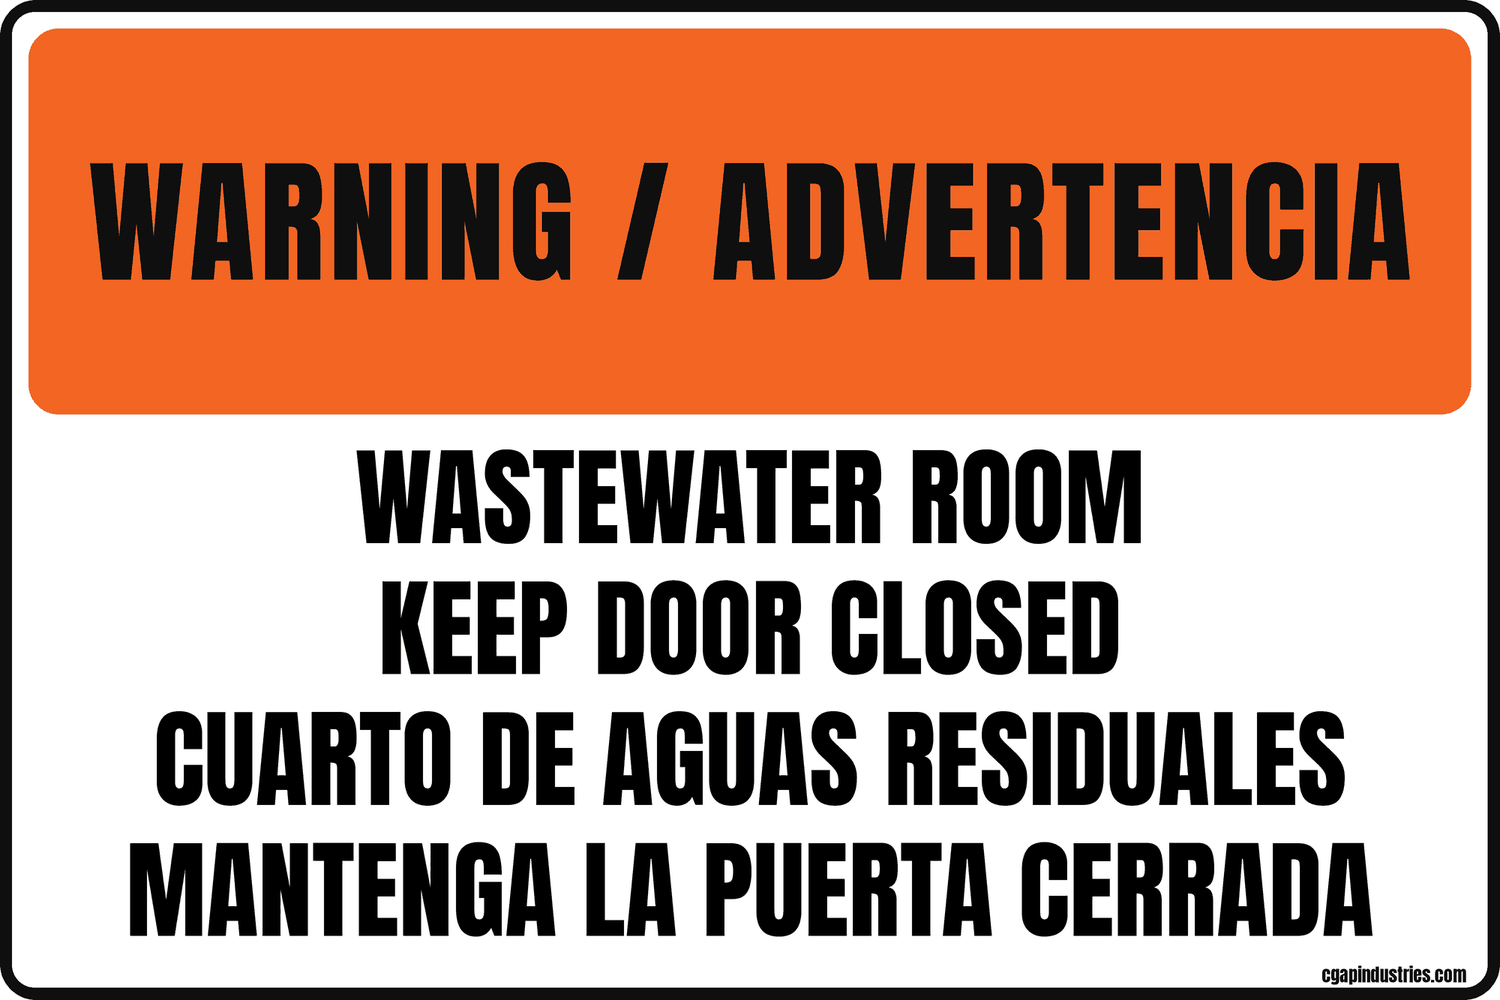 WARNING / ADVERTENCIA
WASTEWATER ROOM
KEEP DOOR CLOSED
CUARTO DE AGUAS RESIDUALES
MANTENGA LA PUERTA CERRADA
cgapindustries.com